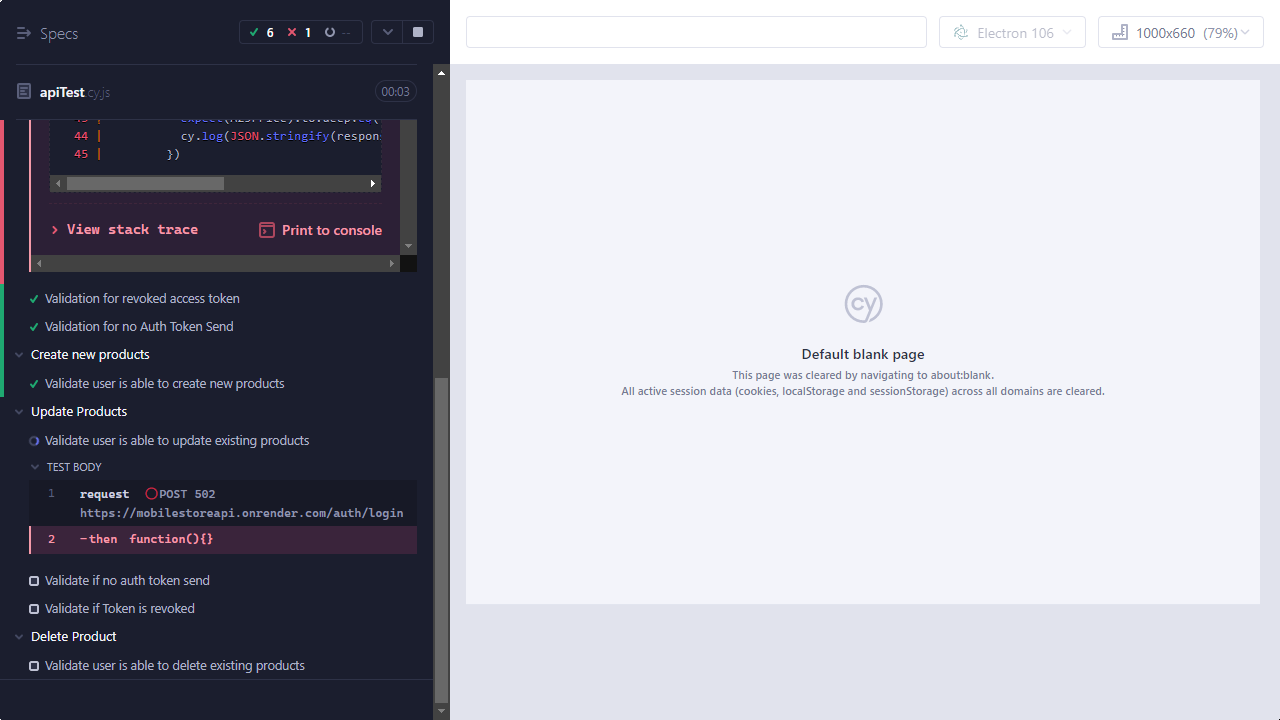 Specs
6 1 --
apiTest.cy.js
00:03
44 | cy.log(JSON.stringify(respons
45 | })
View stack trace
Print to console
Validation for revoked access token
Validation for no Auth Token Send
Create new products
Validate user is able to create new products
Update Products
Validate user is able to update existing products
TEST BODY
1 request POST 502
https://mobilestoreapi.onrender.com/auth/login
2 -then function(){}
Validate if no auth token send
Validate if Token is revoked
Delete Product
Validate user is able to delete existing products
Electron 106
1000x660 (79%)
cy
Default blank page
This page was cleared by navigating to about:blank.
All active session data (cookies, localStorage and sessionStorage) across all domains are cleared.